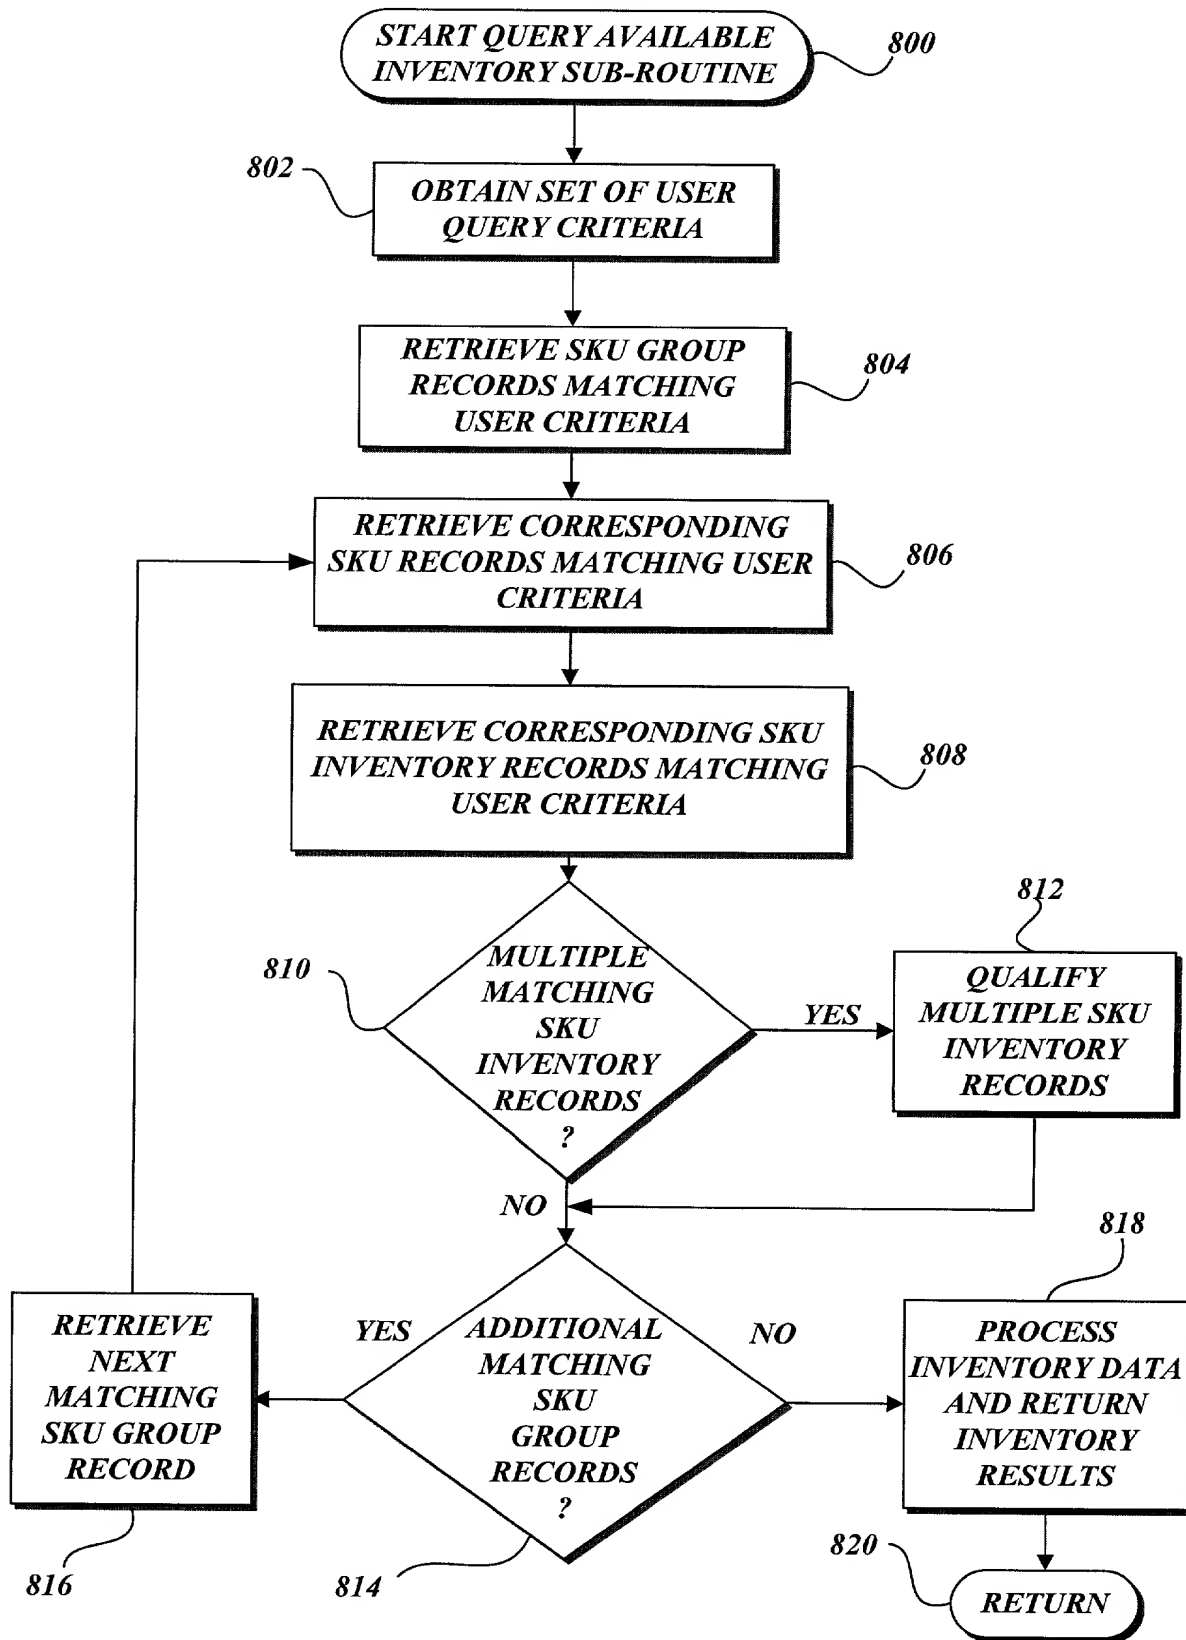 START QUERY AVAILABLE
INVENTORY SUB-ROUTINE
800
802
OBTAIN SET OF USER
QUERY CRITERIA
RETRIEVE SKU GROUP
RECORDS MATCHING
USER CRITERIA
804
RETRIEVE CORRESPONDING
SKU RECORDS MATCHING USER
CRITERIA
806
RETRIEVE CORRESPONDING SKU
INVENTORY RECORDS MATCHING
USER CRITERIA
808
810
MULTIPLE
MATCHING
SKU
INVENTORY
RECORDS
?
YES
812
QUALIFY
MULTIPLE SKU
INVENTORY
RECORDS
NO
814
ADDITIONAL
MATCHING
SKU
GROUP
RECORDS
?
YES
RETRIEVE
NEXT
MATCHING
SKU GROUP
RECORD
816
NO
818
PROCESS
INVENTORY DATA
AND RETURN
INVENTORY
RESULTS
820
RETURN